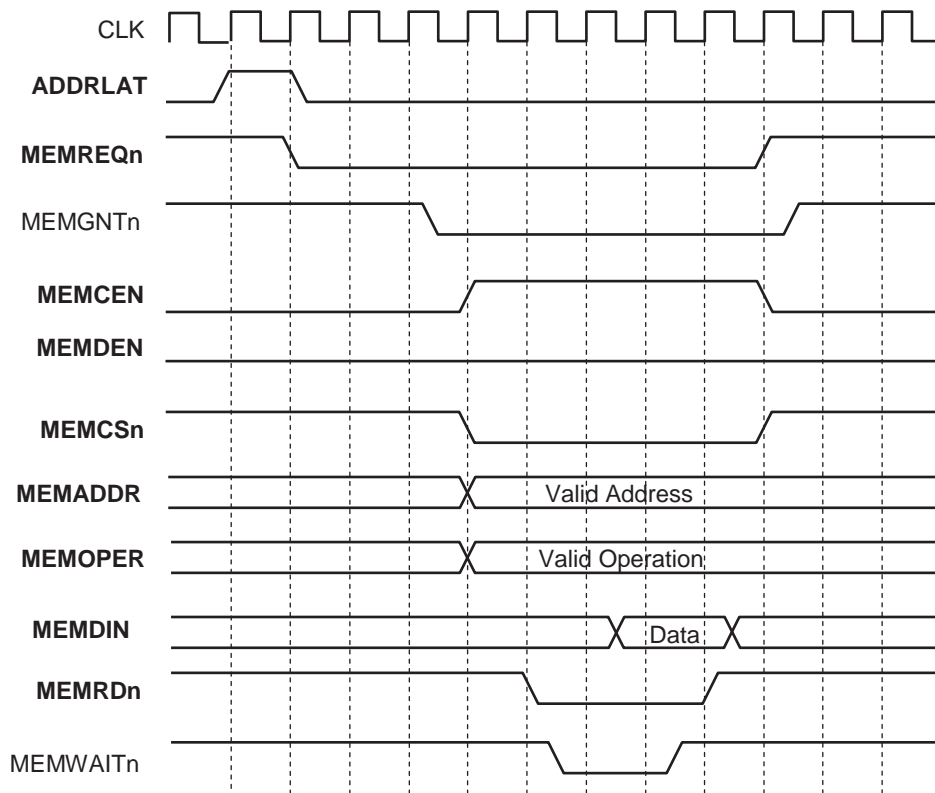 CLK
ADDRLAT
MEMREQn
MEMGNTn
MEMCEN
MEMDEN
MEMCSn
MEMADDR
Valid Address
MEMOPER
Valid Operation
MEMDIN
Data
MEMRDn
MEMWAITn